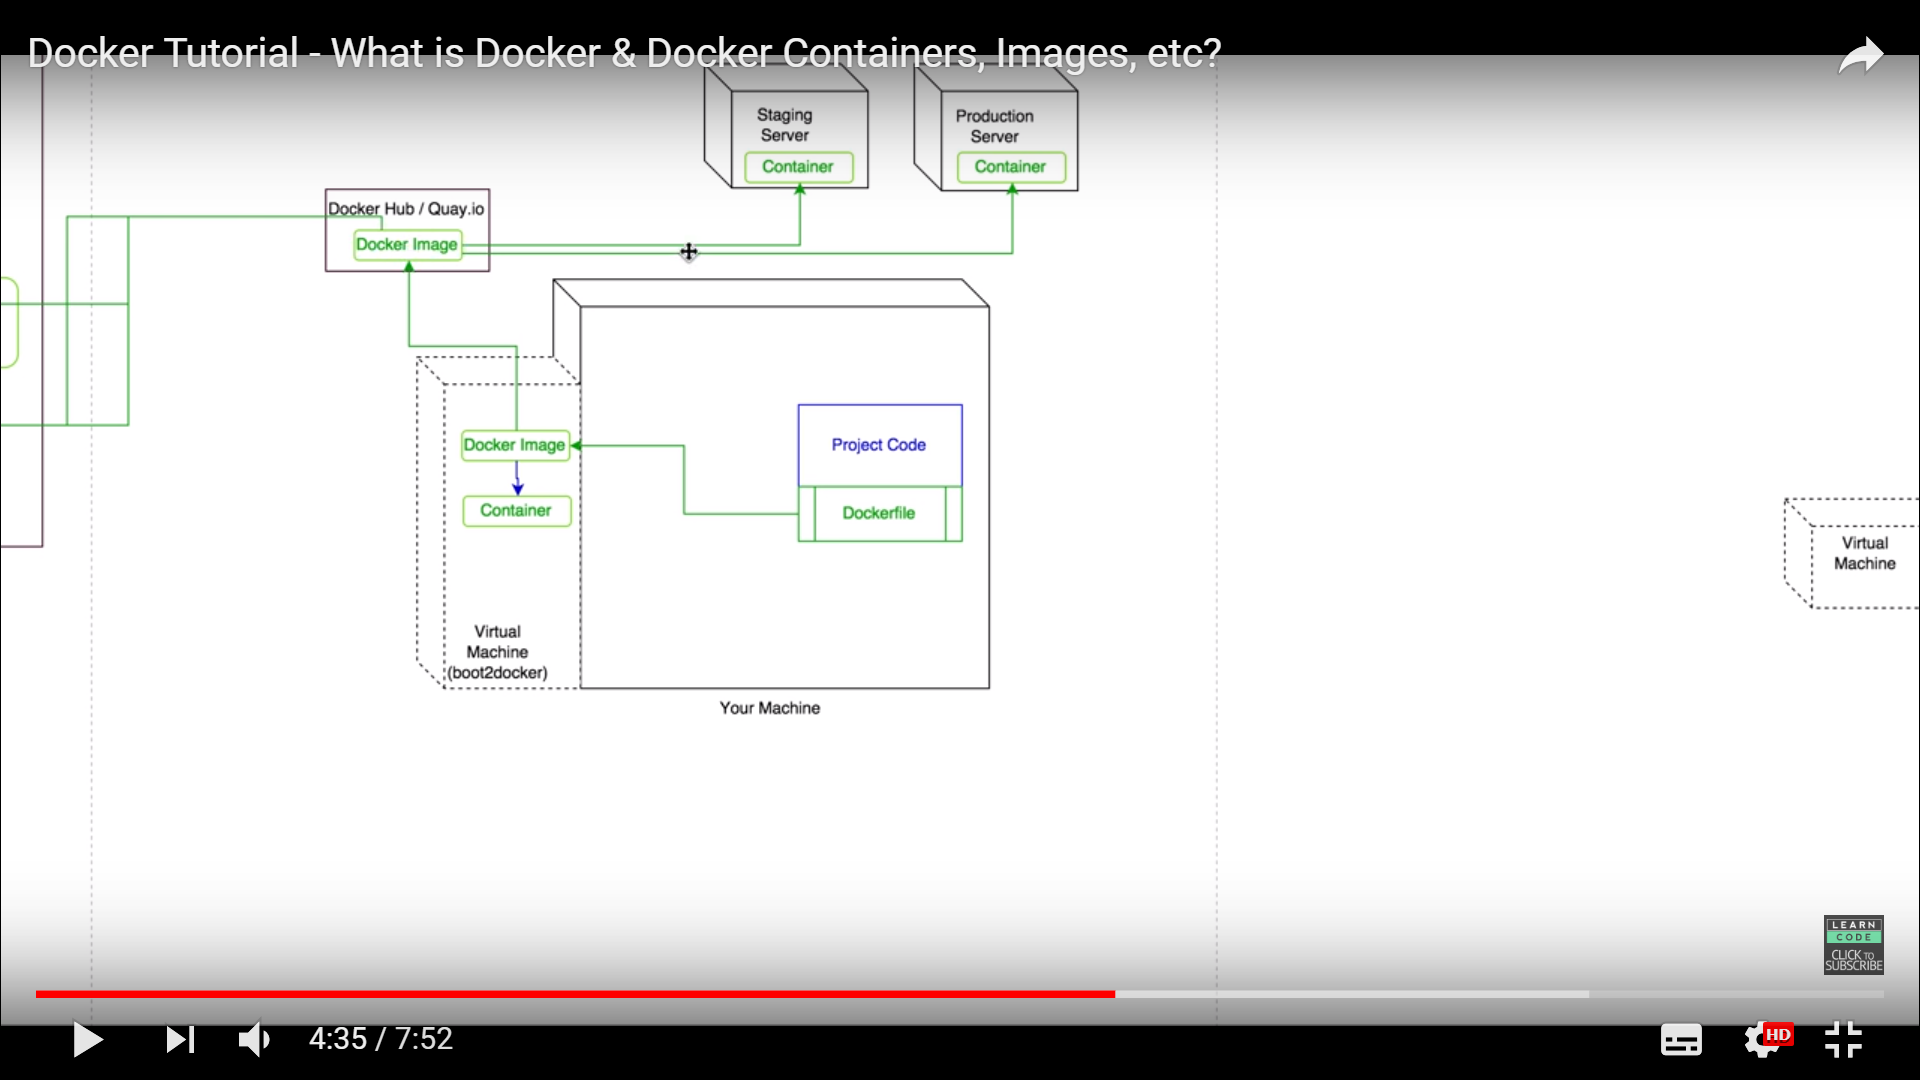 Docker Tutorial - What is Docker & Docker Containers, Images, etc?
Staging
Server
Container
Production
Server
Container
Docker Hub / Quay.io
Docker Image
Docker Image
Container
Project Code
Dockerfile
Virtual
Machine
(boot2docker)
Your Machine
Virtual
Machine
LEARN
CODE
CLICK TO
SUBSCRIBE
4:35 / 7:52
HD